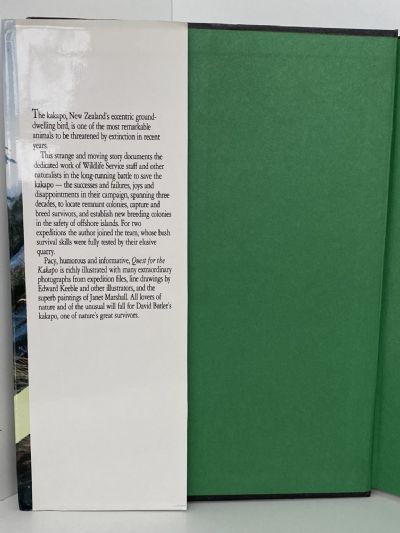 The kakapo, New Zealand's eccentric ground-
dwelling bird, is one of the most remarkable
animals to be threatened by extinction in recent
years.
This strange and moving story documents the
dedicated work of Wildlife Service staff and other
naturalists in the long-running battle to save the
kakapo — the successes and failures, joys and
disappointments in their campaign, spanning three
decades, to locate remnant colonies, capture and
breed survivors, and establish new breeding colonies
in the safety of offshore islands. For two
expeditions the author joined the team, whose bush
survival skills were fully tested by their elusive
quarry.
Pacy, humorous and informative, Quest for the
Kakapo is richly illustrated with many extraordinary
photographs from expedition files, line drawings by
Edward Keeble and other illustrators, and the
superb paintings of Janet Marshall. All lovers of
nature and of the unusual will fall for David Butler's
kakapo, one of nature's great survivors.